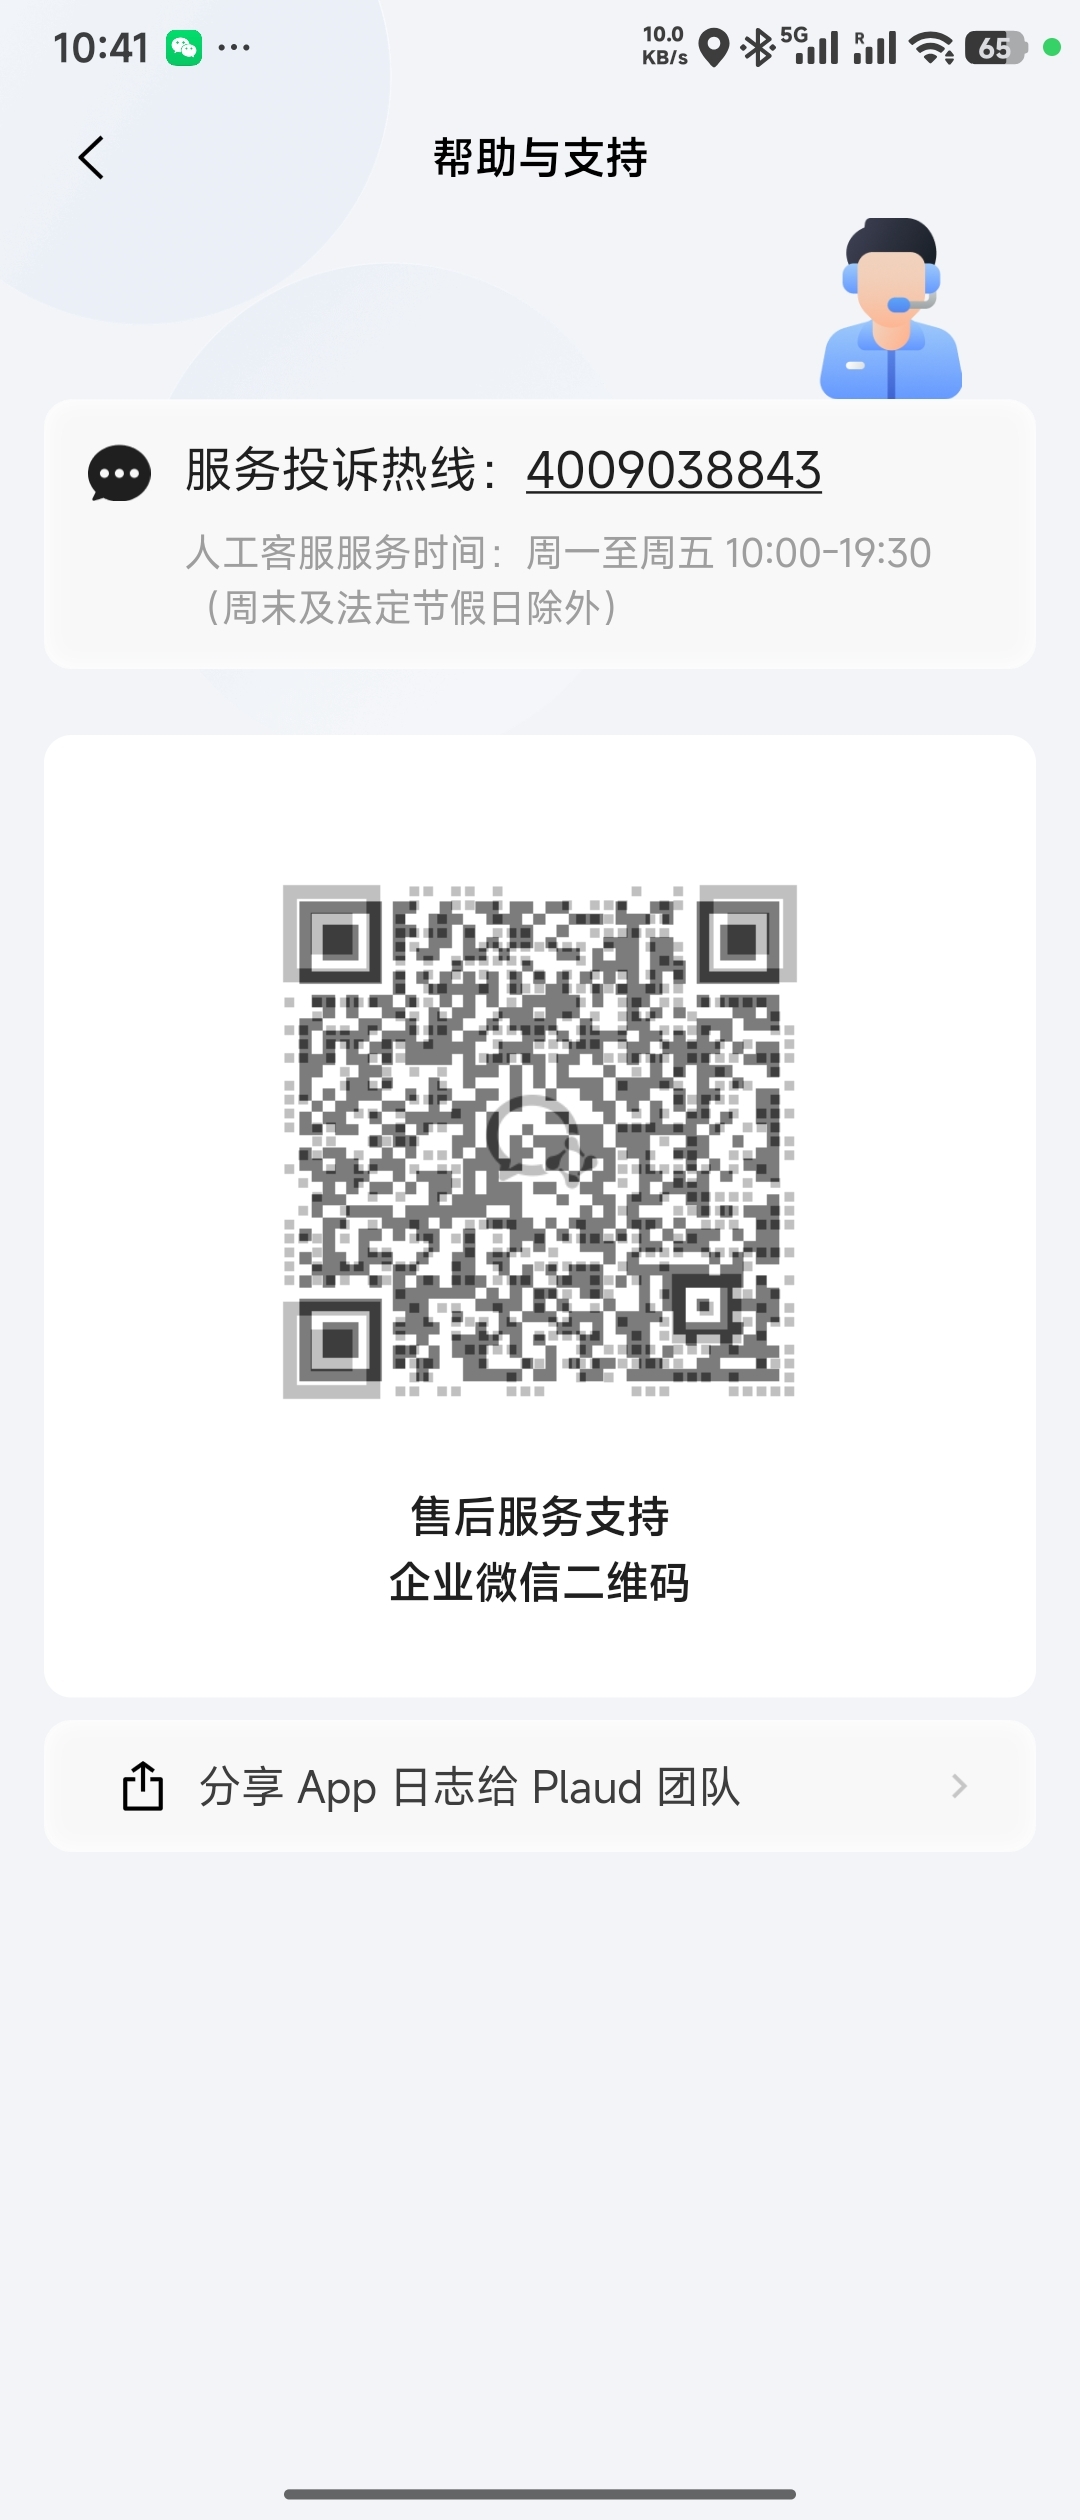 10:41
10.0
KB/s
5G
R
65
帮助与支持
服务投诉热线：4009038843
人工客服服务时间：周一至周五 10:00-19:30
（周末及法定节假日除外）
售后服务支持
企业微信二维码
分享 App 日志给 Plaud 团队